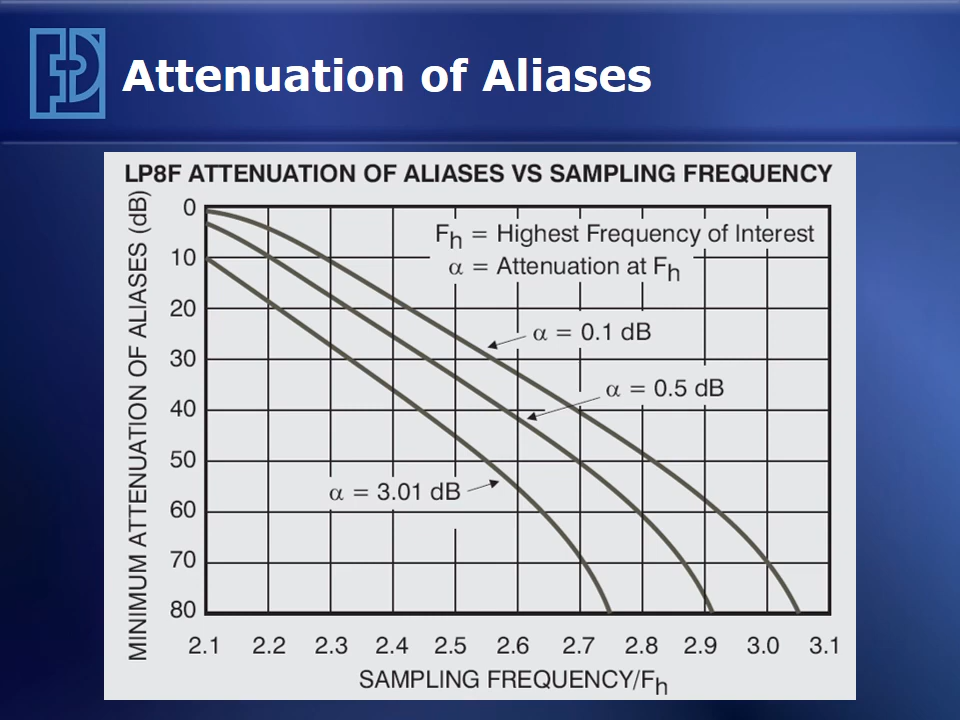 Attenuation of Aliases
LP8F ATTENUATION OF ALIASES VS SAMPLING FREQUENCY
MINIMUM ATTENUATION OF ALIASES (dB)
0
10
20
30
40
50
60
70
80
Fh = Highest Frequency of Interest
α = Attenuation at Fh
α = 0.1 dB
α = 0.5 dB
α = 3.01 dB
2.1 2.2 2.3 2.4 2.5 2.6 2.7 2.8 2.9 3.0 3.1
SAMPLING FREQUENCY/Fh